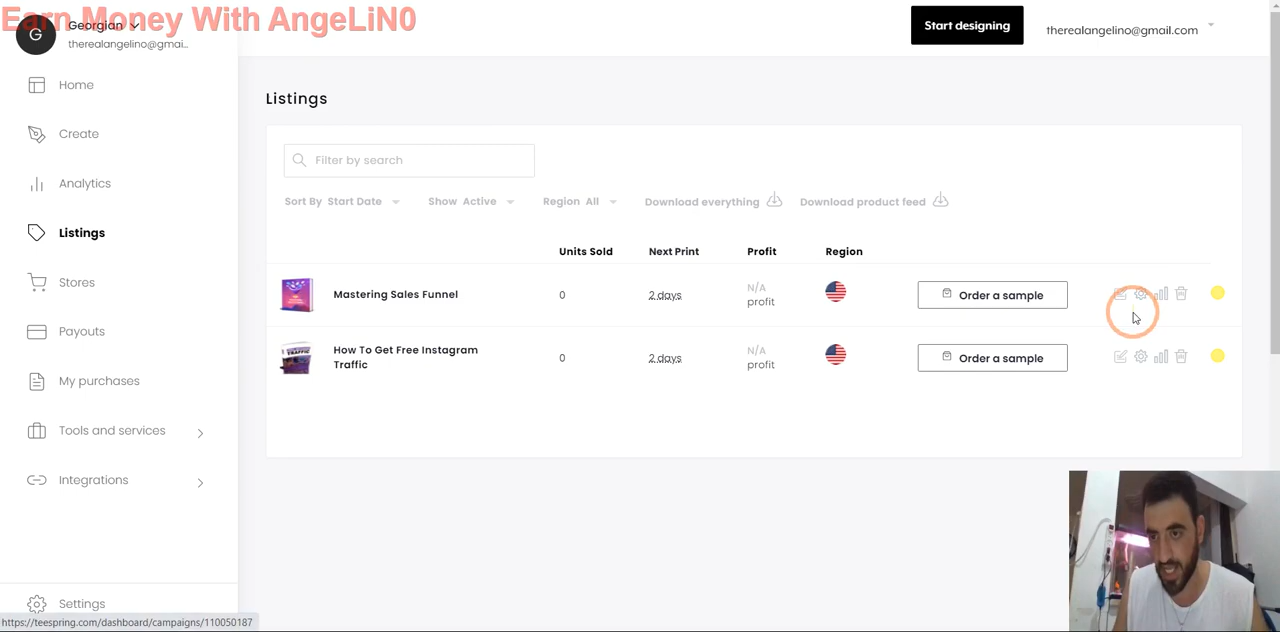 Earn Money With AngeLiN0
G
Georgian
therealangelino@gmai...
Start designing
therealangelino@gmail.com
Home
Create
Analytics
Listings
Stores
Payouts
My purchases
Tools and services
Integrations
Settings
Listings
Filter by search
Sort By Start Date
Show Active
Region All
Download everything
Download product feed
Units Sold
Next Print
Profit
Region
Mastering Sales Funnel
0
2 days
N/A
profit
Order a sample
How To Get Free Instagram
Traffic
0
2 days
N/A
profit
Order a sample
https://teespring.com/dashboard/campaigns/110050187